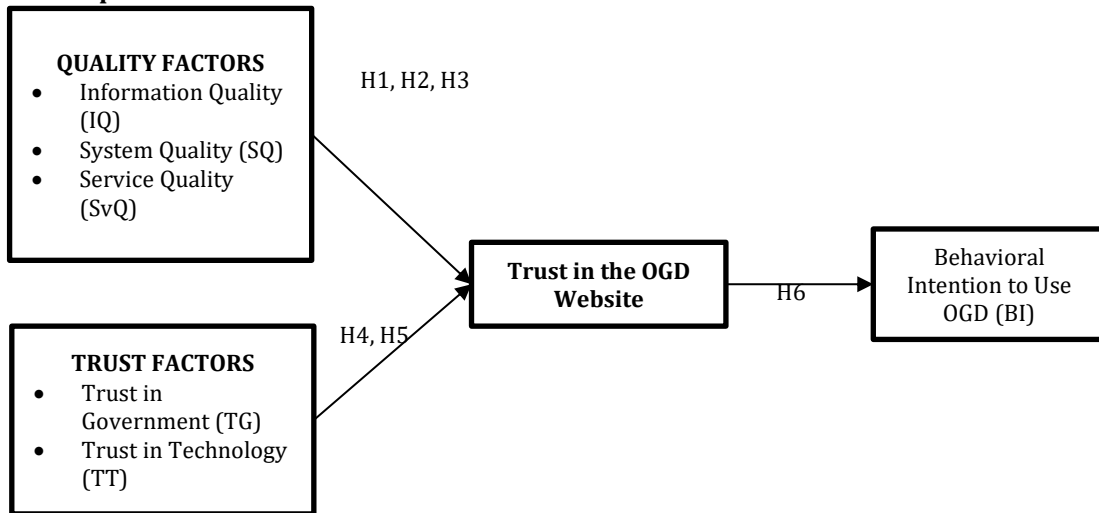 QUALITY FACTORS
• Information Quality
(IQ)
• System Quality (SQ)
• Service Quality
(SvQ)
H1, H2, H3
Trust in the OGD
Website
H6
Behavioral
Intention to Use
OGD (BI)
H4, H5
TRUST FACTORS
• Trust in
Government (TG)
• Trust in Technology
(TT)